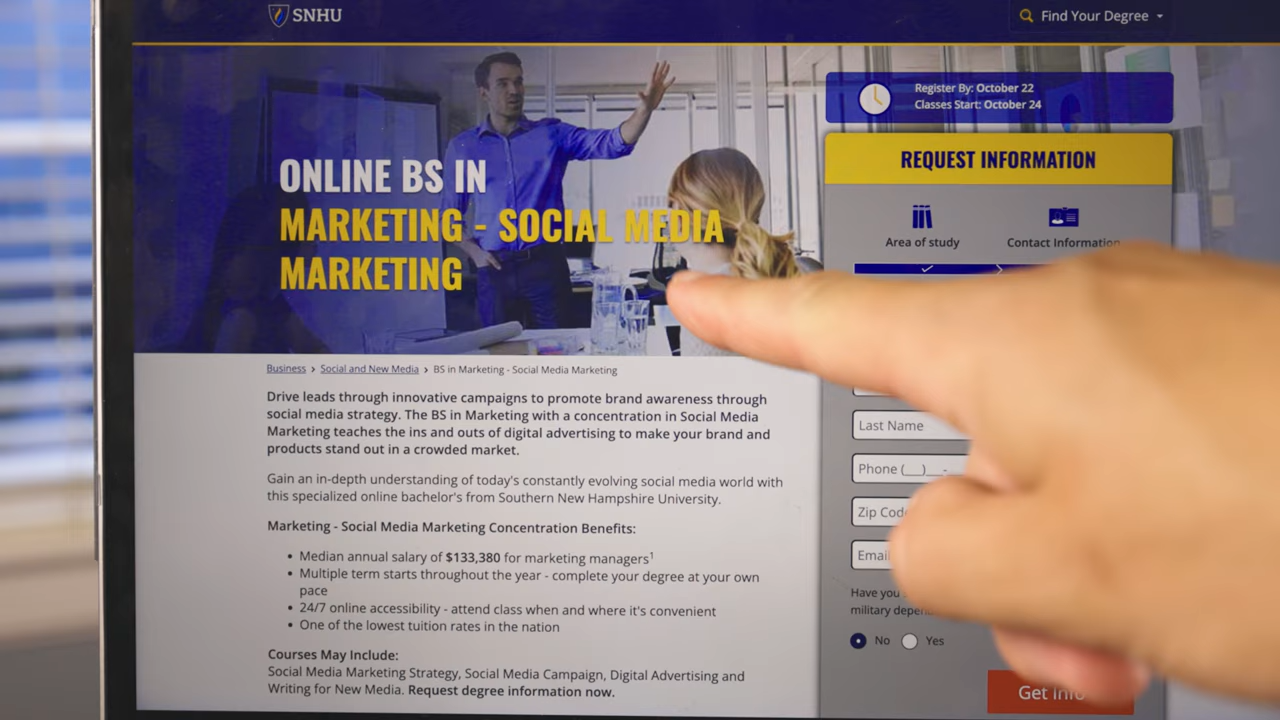 SNHU
Find Your Degree
ONLINE BS IN
MARKETING - SOCIAL MEDIA
MARKETING
Register By: October 22
Classes Start: October 24
REQUEST INFORMATION
Area of study
Contact Information
Business > Social and New Media > BS in Marketing - Social Media Marketing
Drive leads through innovative campaigns to promote brand awareness through
social media strategy. The BS in Marketing with a concentration in Social Media
Marketing teaches the ins and outs of digital advertising to make your brand and
products stand out in a crowded market.
Gain an in-depth understanding of today's constantly evolving social media world with
this specialized online bachelor's from Southern New Hampshire University.
Marketing - Social Media Marketing Concentration Benefits:
• Median annual salary of $133,380 for marketing managers¹
• Multiple term starts throughout the year - complete your degree at your own
pace
• 24/7 online accessibility - attend class when and where it's convenient
• One of the lowest tuition rates in the nation
Courses May Include:
Social Media Marketing Strategy, Social Media Campaign, Digital Advertising and
Writing for New Media. Request degree information now.
Last Name
Phone (__)__-
Zip Code
Email
Have you
military
No Yes
Get Info